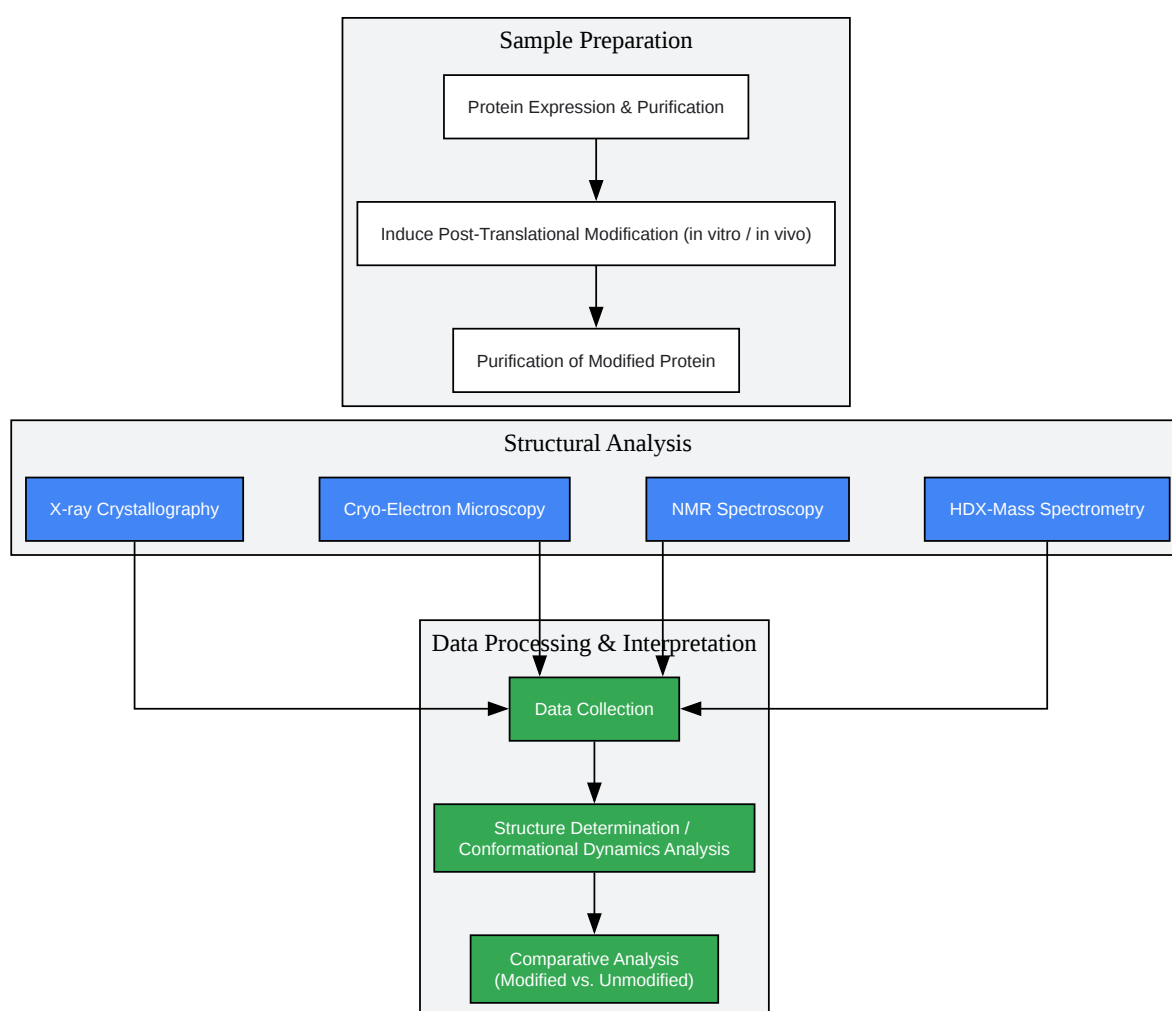 Sample Preparation
Protein Expression & Purification
Induce Post-Translational Modification (in vitro / in vivo)
Purification of Modified Protein
Structural Analysis
X-ray Crystallography
Cryo-Electron Microscopy
NMR Spectroscopy
HDX-Mass Spectrometry
Data Processing & Interpretation
Data Collection
Structure Determination /
Conformational Dynamics Analysis
Comparative Analysis
(Modified vs. Unmodified)